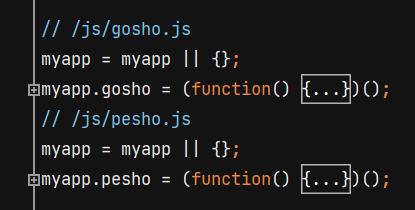 // /js/gosho.js
myapp = myapp || {};
myapp.gosho = (function() {...})();
// /js/pesho.js
myapp = myapp || {};
myapp.pesho = (function() {...})();